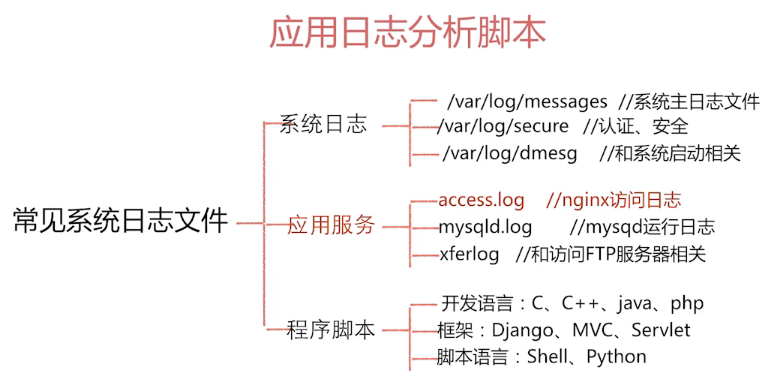 应用日志分析脚本
常见系统日志文件
系统日志
/var/log/messages //系统主日志文件
/var/log/secure //认证、安全
/var/log/dmesg //和系统启动相关
应用服务
access.log //nginx访问日志
mysqld.log //mysqd运行日志
xferlog //和访问FTP服务器相关
程序脚本
开发语言：C、C++、java、php
框架：Django、MVC、Servlet
脚本语言：Shell、Python